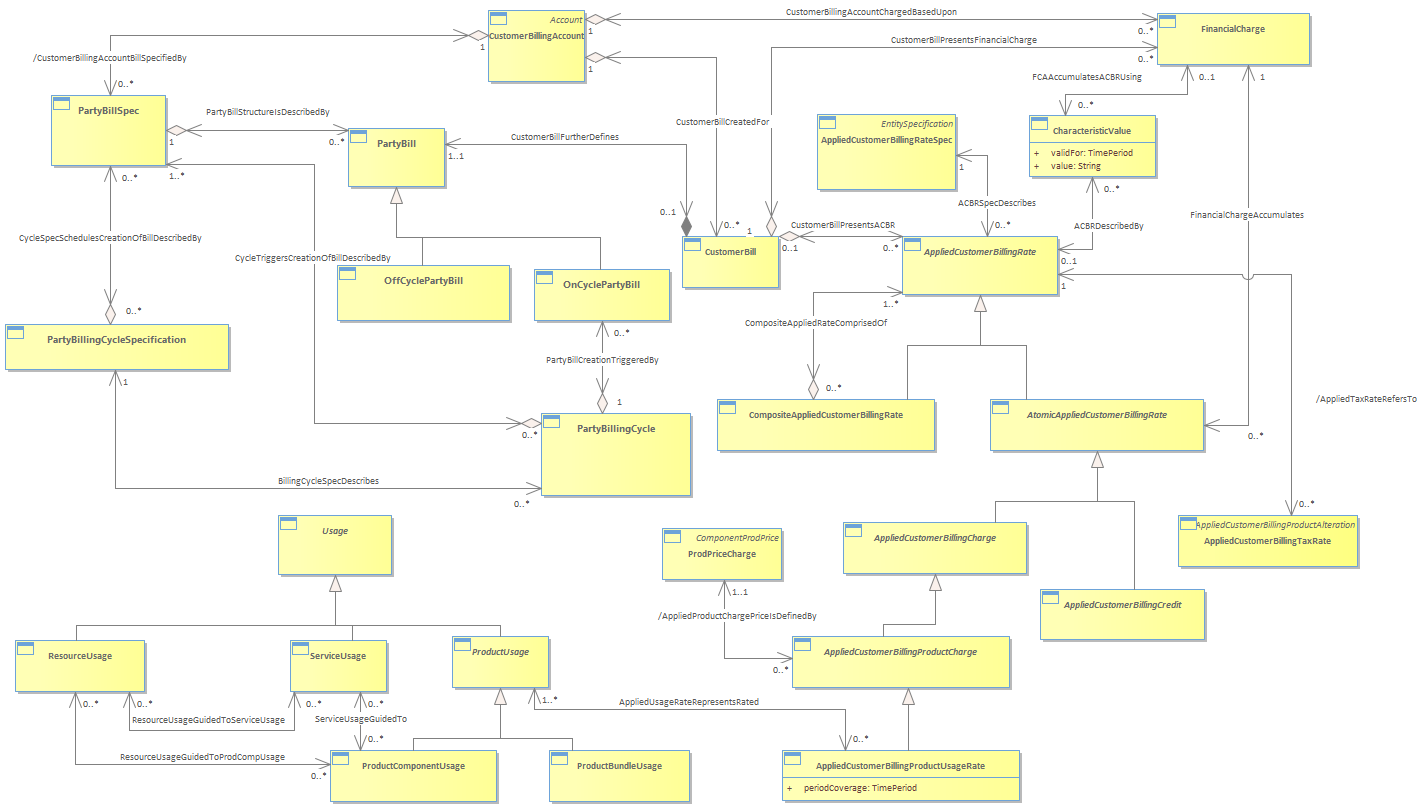 Account
CustomerBillingAccount
1
1
1
CustomerBillingAccountChargedBasedUpon
0..*
FinancialCharge
CustomerBillPresentsFinancialCharge
0..*
/CustomerBillingAccountBillSpecifiedBy
0..*
FCAAccumulatesACBRUsing
0..1
1
0..*
PartyBillSpec
1
PartyBillStructureIsDescribedBy
0..*
1..*
0..*
PartyBill
1..1
CustomerBillFurtherDefines
CustomerBillCreatedFor
EntitySpecification
AppliedCustomerBillingRateSpec
1
CharacteristicValue
+ validFor: TimePeriod
+ value: String
0..*
ACBRSpecDescribes
0..*
ACBRDescribedBy
FinancialChargeAccumulates
0..1
0..*
1
CustomerBillPresentsACBR
0..1
0..*
CustomerBill
AppliedCustomerBillingRate
0..1
1
1..*
CycleSpecSchedulesCreationOfBillDescribedBy
CycleTriggersCreationOfBillDescribedBy
OffCyclePartyBill
OnCyclePartyBill
0..*
0..*
PartyBillingCycleSpecification
1
CompositeAppliedRateComprisedOf
0..*
PartyBillCreationTriggeredBy
1
CompositeAppliedCustomerBillingRate
AtomicAppliedCustomerBillingRate
0..*
/AppliedTaxRateRefersTo
0..*
PartyBillingCycle
BillingCycleSpecDescribes
0..*
0..*
Usage
ComponentProdPrice
ProdPriceCharge
1..1
AppliedCustomerBillingCharge
AppliedCustomerBillingProductAlteration
AppliedCustomerBillingTaxRate
AppliedCustomerBillingCredit
/AppliedProductChargePriceIsDefinedBy
0..*
ResourceUsage
ServiceUsage
ProductUsage
AppliedCustomerBillingProductCharge
0..*
0..*
0..*
0..*
1..*
AppliedUsageRateRepresentsRated
ResourceUsageGuidedToServiceUsage
ServiceUsageGuidedTo
0..*
0..*
ResourceUsageGuidedToProdCompUsage
0..*
ProductComponentUsage
ProductBundleUsage
AppliedCustomerBillingProductUsageRate
+ periodCoverage: TimePeriod